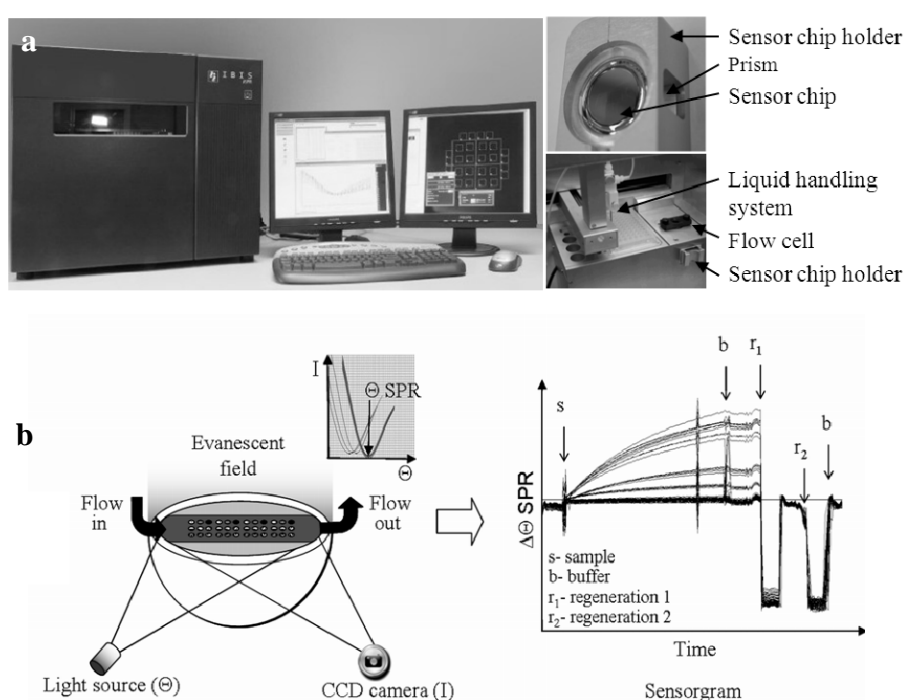 a
IBIS
Sensor chip holder
Prism
Sensor chip
Liquid handling
system
Flow cell
Sensor chip holder
b
I
Θ SPR
Θ
Evanescent
field
Flow
in
Flow
out
Light source (Θ)
CCD camera (I)
s
b
r₁
r₂
b
ΔΘ SPR
s- sample
b- buffer
r₁- regeneration 1
r₂- regeneration 2
Time
Sensorgram